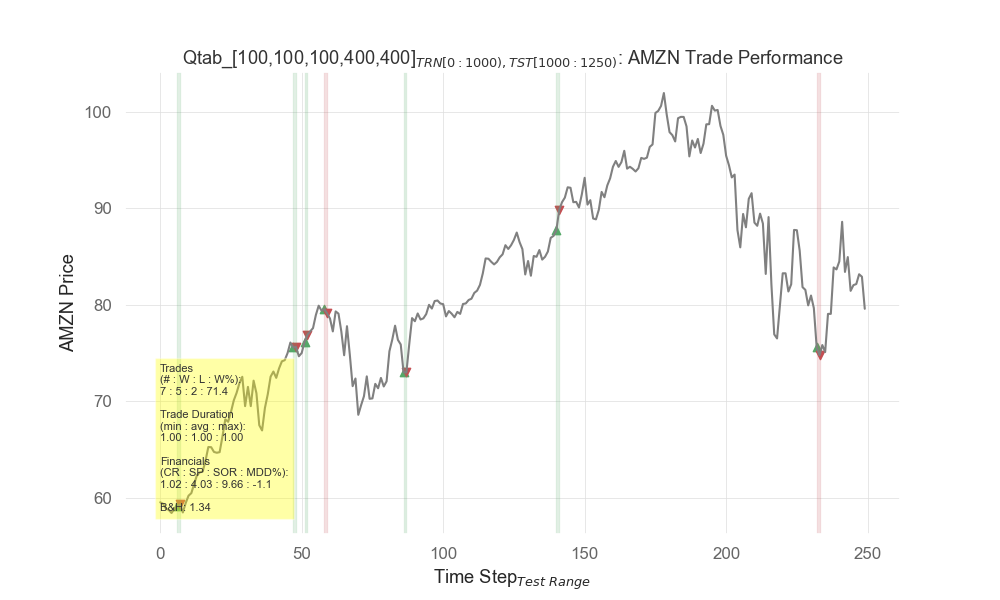 Qtab_[100,100,100,400,400]TRN[0:1000),TST[1000:1250): AMZN Trade Performance
AMZN Price
100
90
80
70
60
Trades
(# : W : L : W%):
7 : 5 : 2 : 71.4
Trade Duration
(min : avg : max):
1.00 : 1.00 : 1.00
Financials
(CR : SP : SOR : MDD%):
1.02 : 4.03 : 9.66 : -1.1
B&H: 1.34
0 50 100 150 200 250
Time StepTest Range